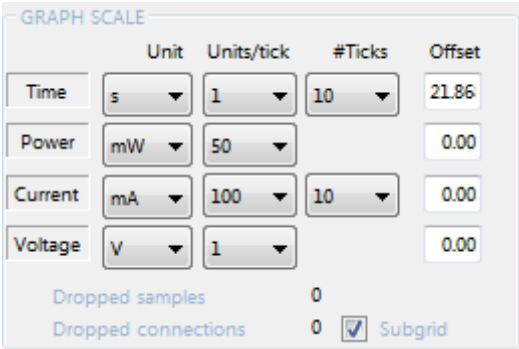 GRAPH SCALE
Unit Units/tick #Ticks Offset
Time s 1 10 21.86
Power mW 50 0.00
Current mA 100 10 0.00
Voltage V 1 0.00
Dropped samples 0
Dropped connections 0 Subgrid